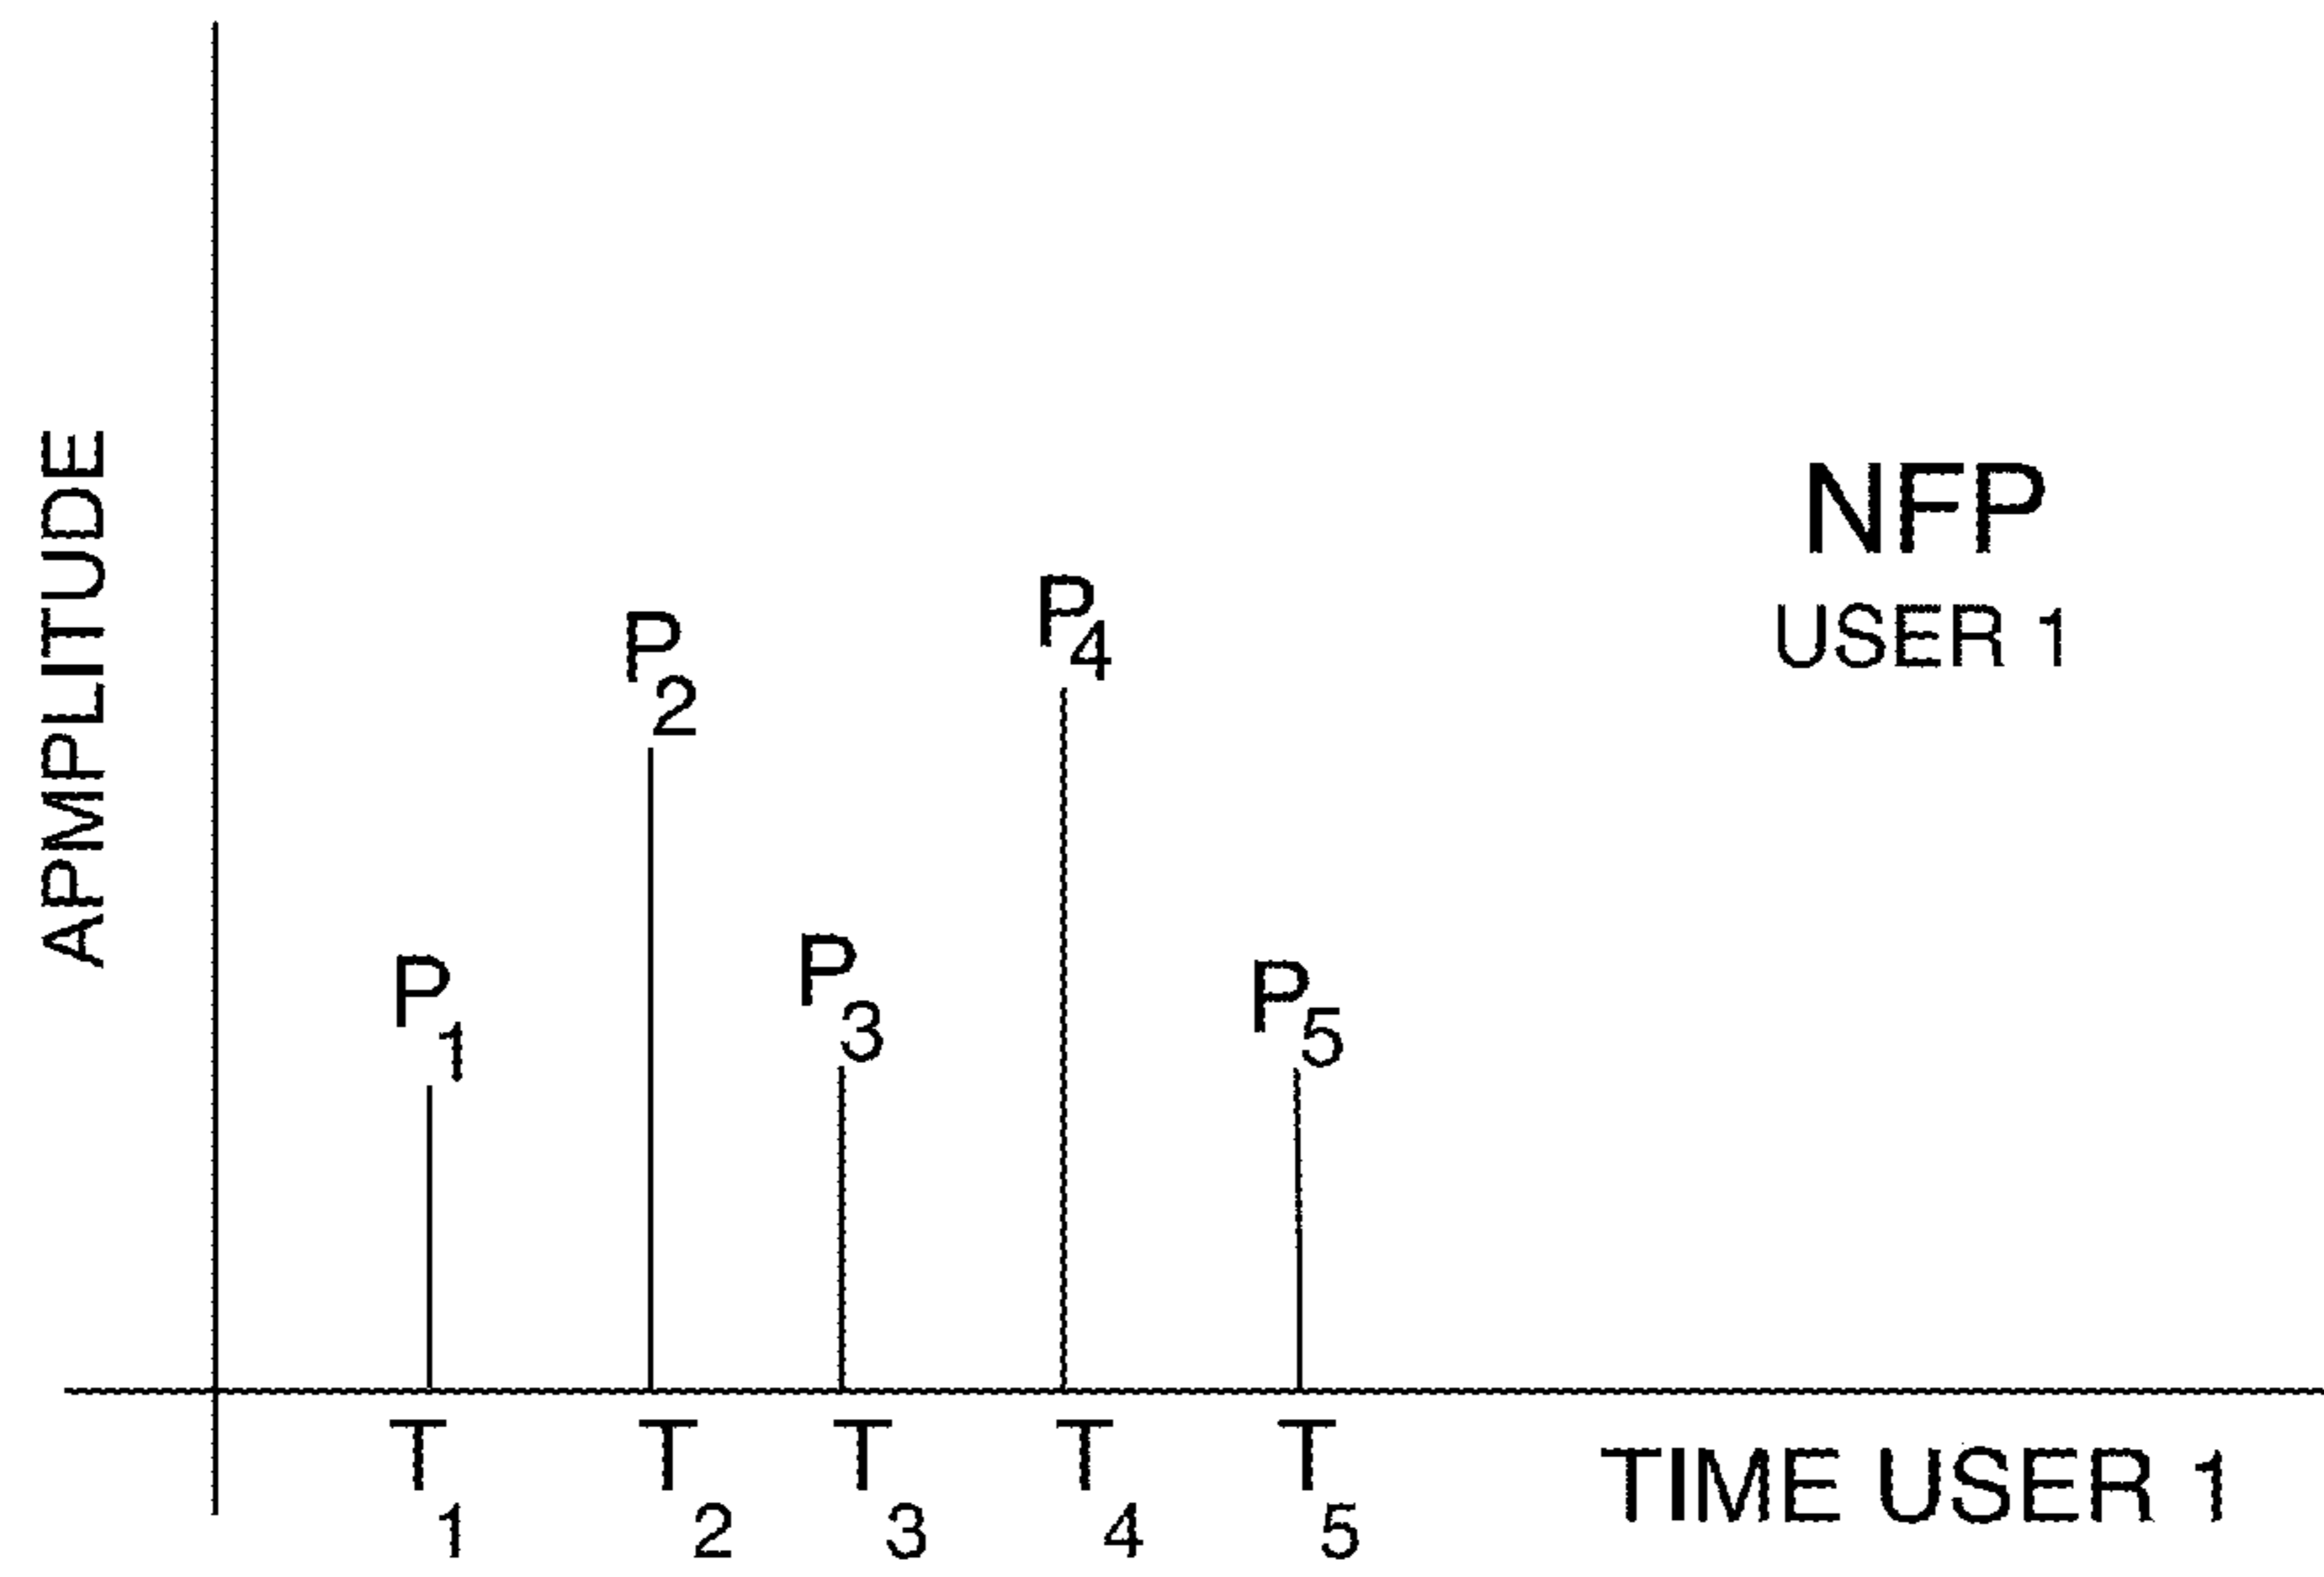 APMPLITUDE
NFP
USER 1
P4
P2
P3
P1
P5
T1 T2 T3 T4 T5
TIME USER 1